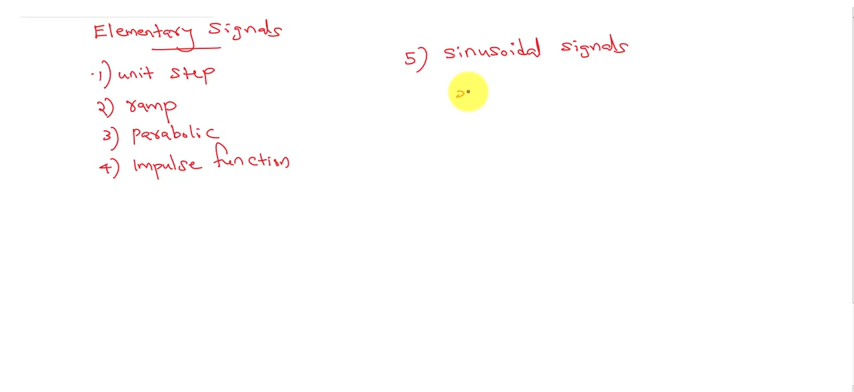 Elementary Signals
1) unit step
2) ramp
3) Parabolic
4) Impulse function
5) sinusoidal signals